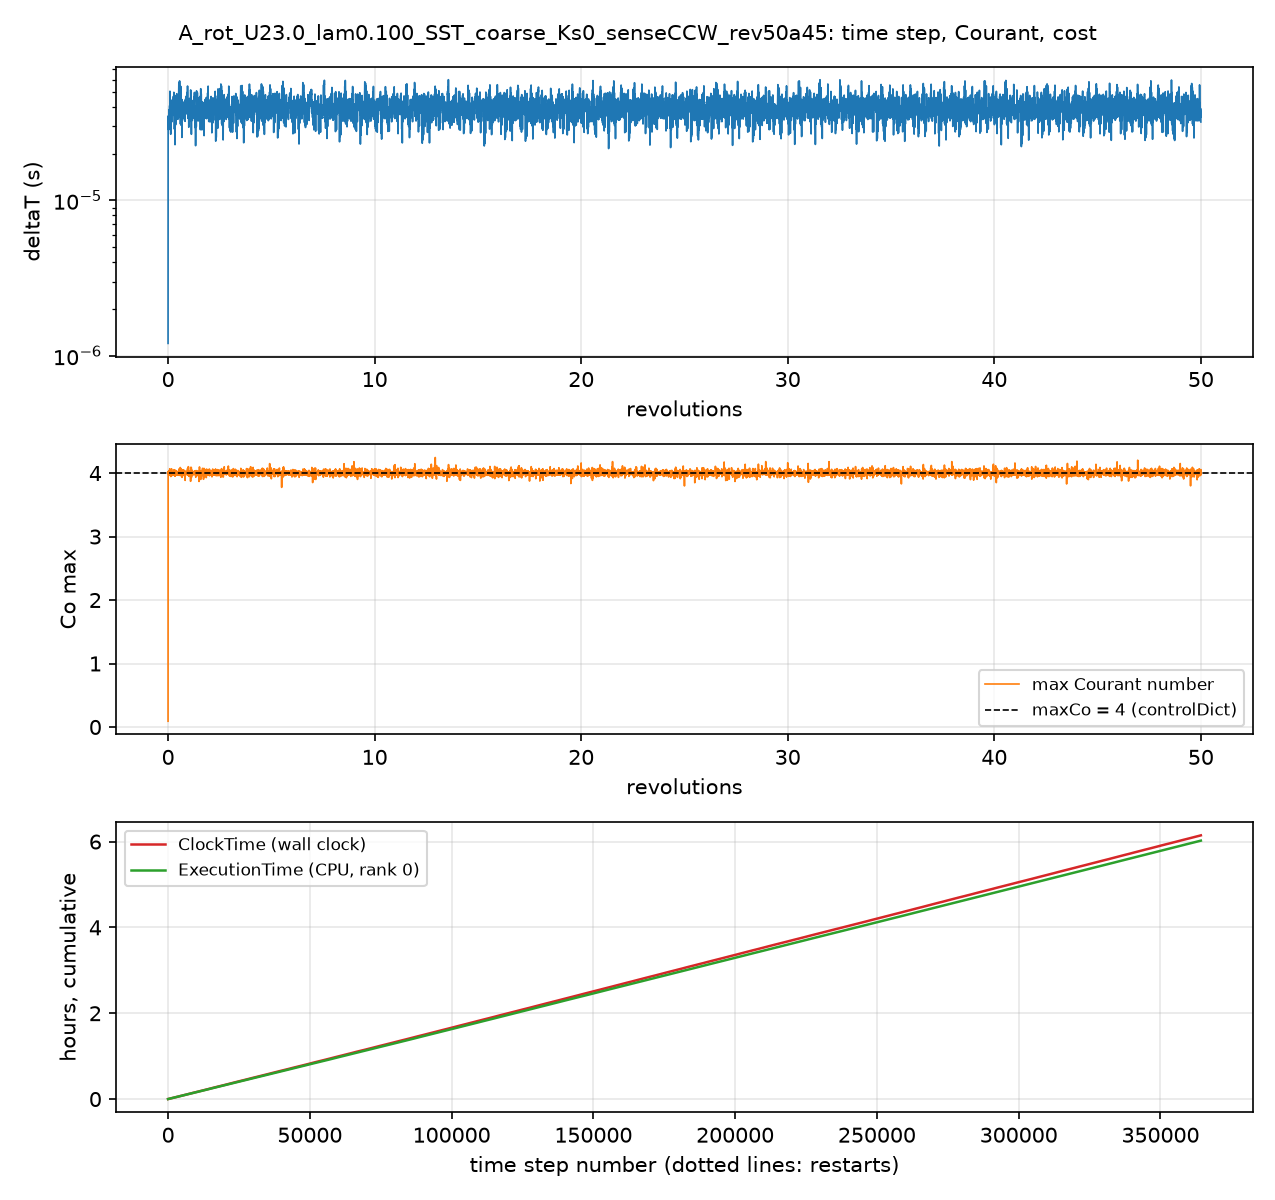 A_rot_U23.0_lam0.100_SST_coarse_Ks0_senseCCW_rev50a45: time step, Courant, cost
deltaT (s)
10⁻⁵
10⁻⁶
0 10 20 30 40 50
revolutions
Co max
4
3
2
1
0
max Courant number
maxCo = 4 (controlDict)
0 10 20 30 40 50
revolutions
hours, cumulative
6
4
2
0
ClockTime (wall clock)
ExecutionTime (CPU, rank 0)
0 50000 100000 150000 200000 250000 300000 350000
time step number (dotted lines: restarts)